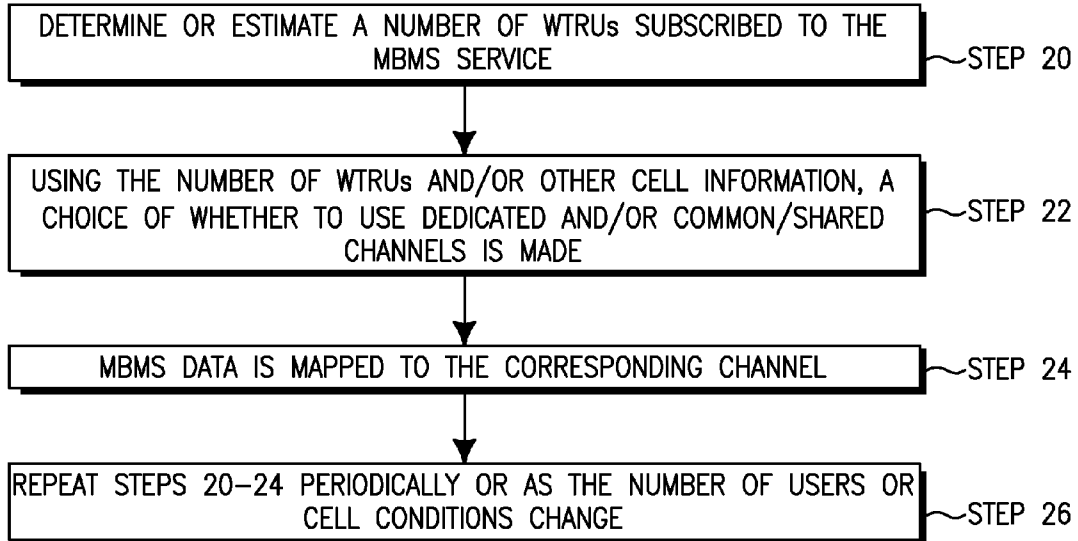 DETERMINE OR ESTIMATE A NUMBER OF WTRUs SUBSCRIBED TO THE
MBMS SERVICE
STEP 20
USING THE NUMBER OF WTRUs AND/OR OTHER CELL INFORMATION, A
CHOICE OF WHETHER TO USE DEDICATED AND/OR COMMON/SHARED
CHANNELS IS MADE
STEP 22
MBMS DATA IS MAPPED TO THE CORRESPONDING CHANNEL
STEP 24
REPEAT STEPS 20-24 PERIODICALLY OR AS THE NUMBER OF USERS OR
CELL CONDITIONS CHANGE
STEP 26